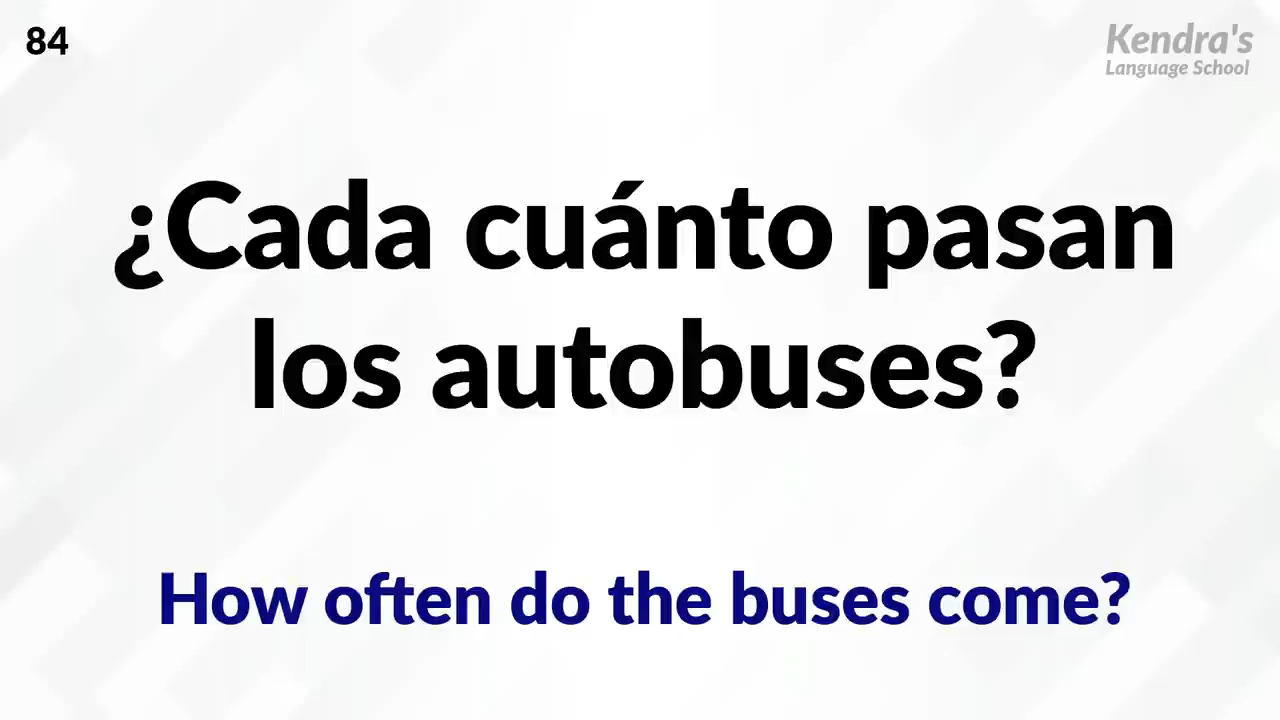 84
Kendra's
Language School
¿Cada cuánto pasan
los autobuses?
How often do the buses come?